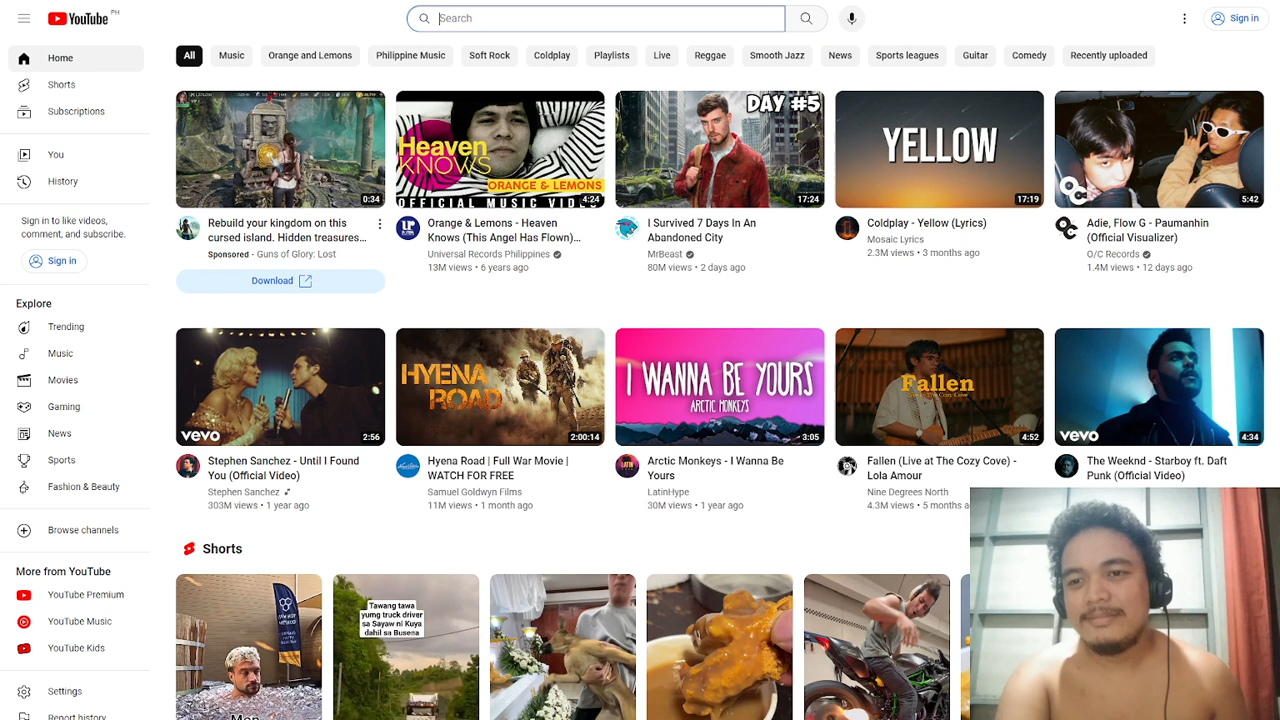 YouTube PH
Search
Sign in
Home
Shorts
Subscriptions
You
History
Sign in to like videos,
comment, and subscribe.
Sign in
Explore
Trending
Music
Movies
Gaming
News
Sports
Fashion & Beauty
Browse channels
More from YouTube
YouTube Premium
YouTube Music
YouTube Kids
Settings
Report history
All
Music
Orange and Lemons
Philippine Music
Soft Rock
Coldplay
Playlists
Live
Reggae
Smooth Jazz
News
Sports leagues
Guitar
Comedy
Recently uploaded
0:34
Rebuild your kingdom on this
cursed island. Hidden treasures...
Sponsored • Guns of Glory: Lost
Download
Heaven
KNOWS
ORANGE & LEMONS
OFFICIAL MUSIC VIDEO
4:24
Orange & Lemons - Heaven
Knows (This Angel Has Flown)...
Universal Records Philippines
13M views • 6 years ago
DAY #5
17:24
I Survived 7 Days In An
Abandoned City
MrBeast
80M views • 2 days ago
YELLOW
17:19
Coldplay - Yellow (Lyrics)
Mosaic Lyrics
2.3M views • 3 months ago
5:42
Adie, Flow G - Paumanhin
(Official Visualizer)
O/C Records
1.4M views • 12 days ago
vevo
2:56
Stephen Sanchez - Until I Found
You (Official Video)
Stephen Sanchez
303M views • 1 year ago
HYENA
ROAD
2:00:14
Hyena Road | Full War Movie |
WATCH FOR FREE
Samuel Goldwyn Films
11M views • 1 month ago
I WANNA BE YOURS
ARCTIC MONKEYS
3:05
Arctic Monkeys - I Wanna Be
Yours
LatinHype
30M views • 1 year ago
Fallen
4:52
Fallen (Live at The Cozy Cove) -
Lola Amour
Nine Degrees North
4.3M views • 5 months
vevo
4:34
The Weeknd - Starboy ft. Daft
Punk (Official Video)
Shorts
Tawang tawa
yumg truck driver
sa Sayaw ni Kuya
dahil sa Busena